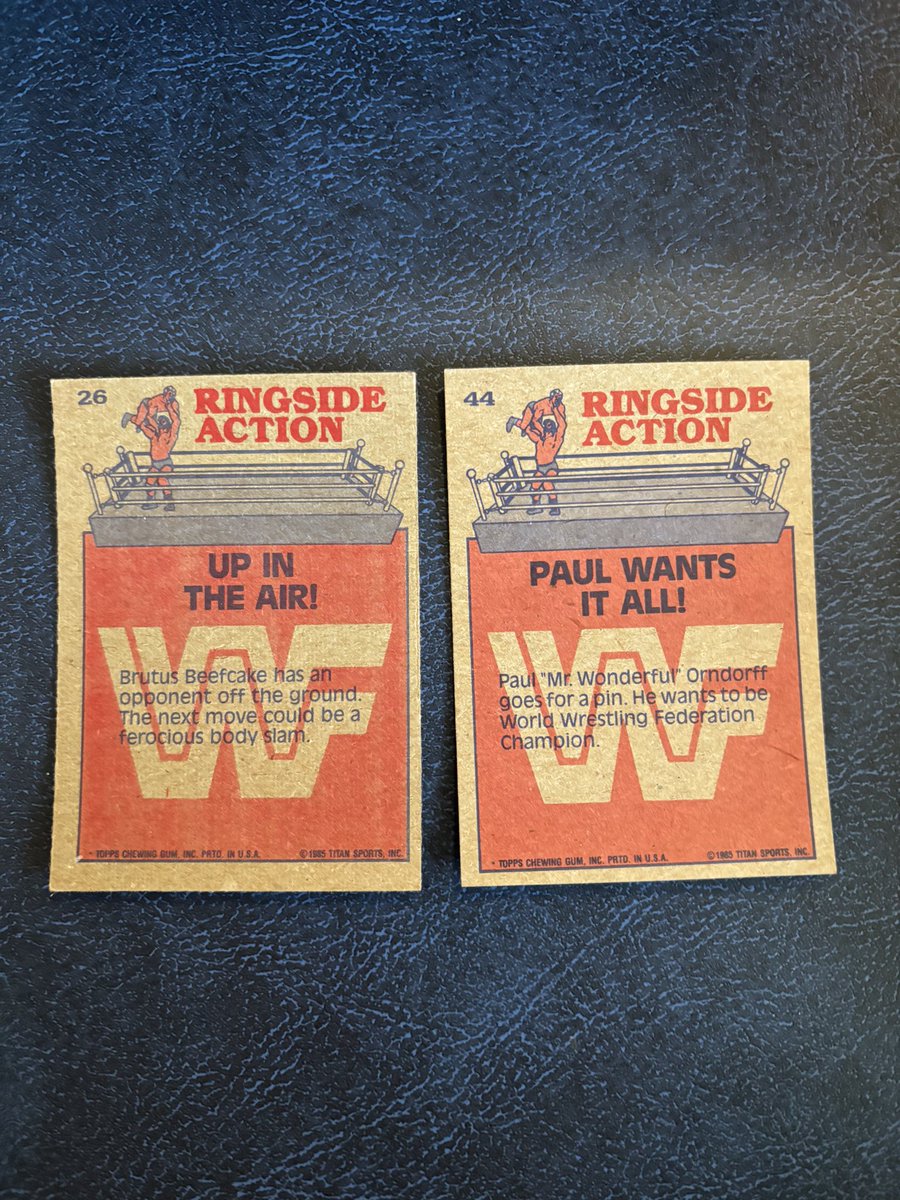 26
RINGSIDE
ACTION
UP IN
THE AIR!
WF
Brutus Beefcake has an
opponent off the ground.
The next move could be a
ferocious body slam.
* TOPPS CHEWING GUM, INC. PRTD. IN U.S.A.
©1985 TITAN SPORTS, INC.
44
RINGSIDE
ACTION
PAUL WANTS
IT ALL!
WF
Paul "Mr. Wonderful" Orndorff
goes for a pin. He wants to be
World Wrestling Federation
Champion.
* TOPPS CHEWING GUM, INC. PRTD. IN U.S.A.
©1985 TITAN SPORTS, INC.